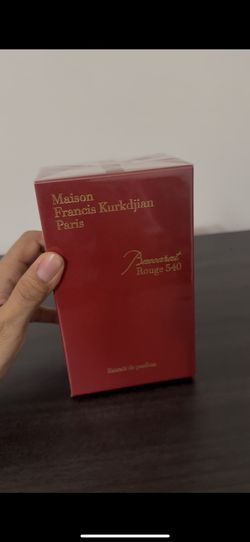 Maison
Francis Kurkdjian
Paris
Baccarat
Rouge 540
Extrait de parfum